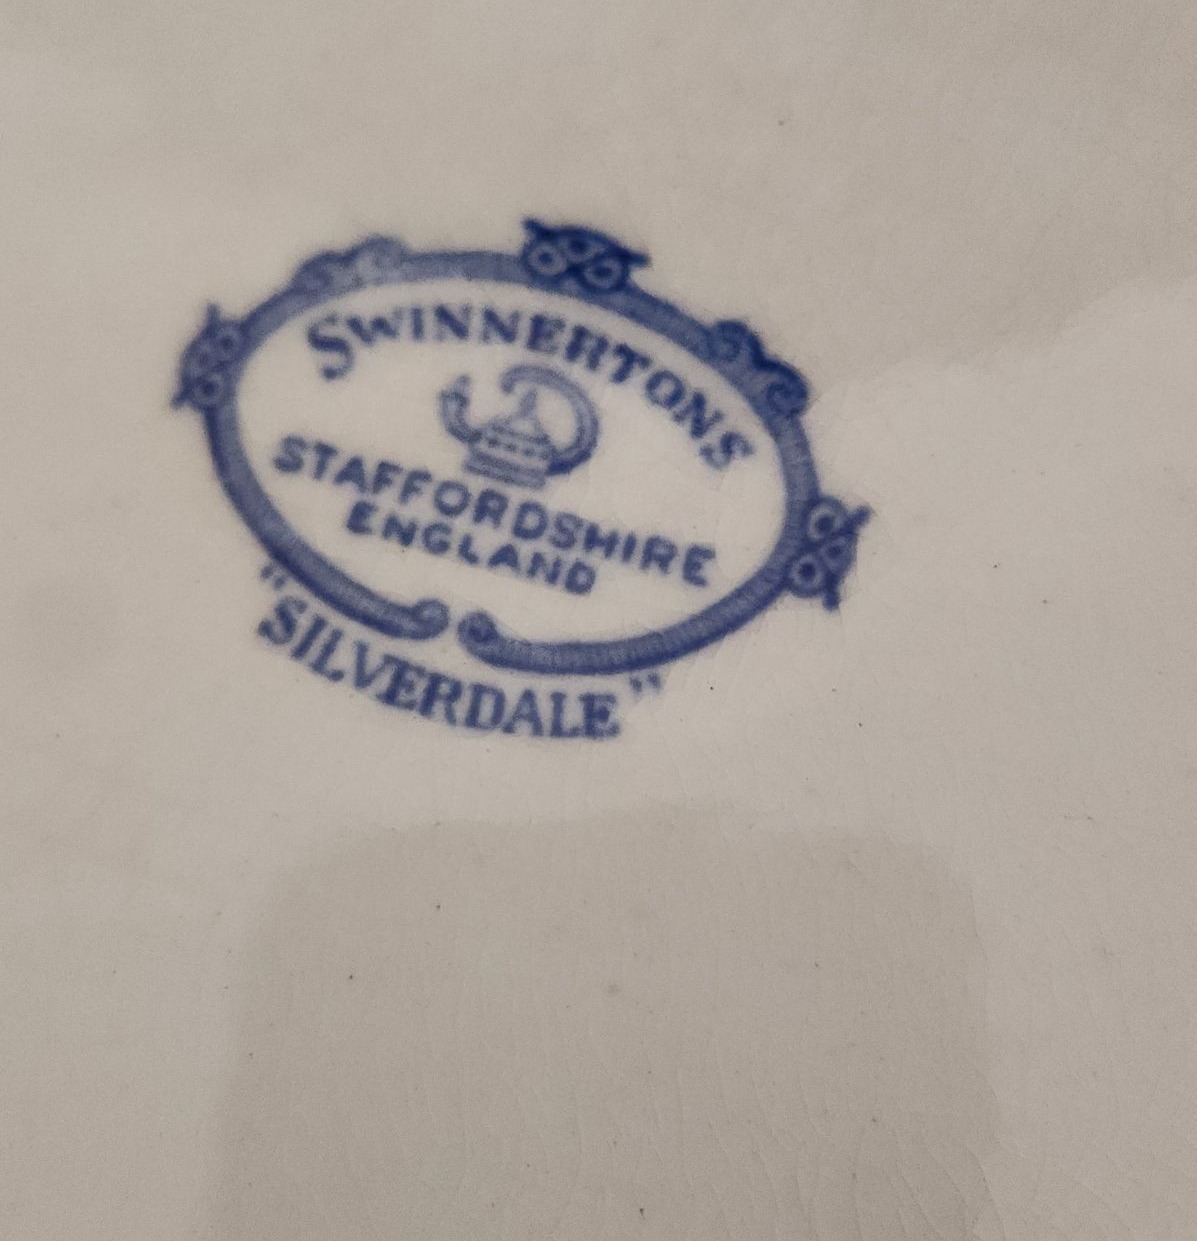 SWINNERTONS
STAFFORDSHIRE
ENGLAND
"SILVERDALE"